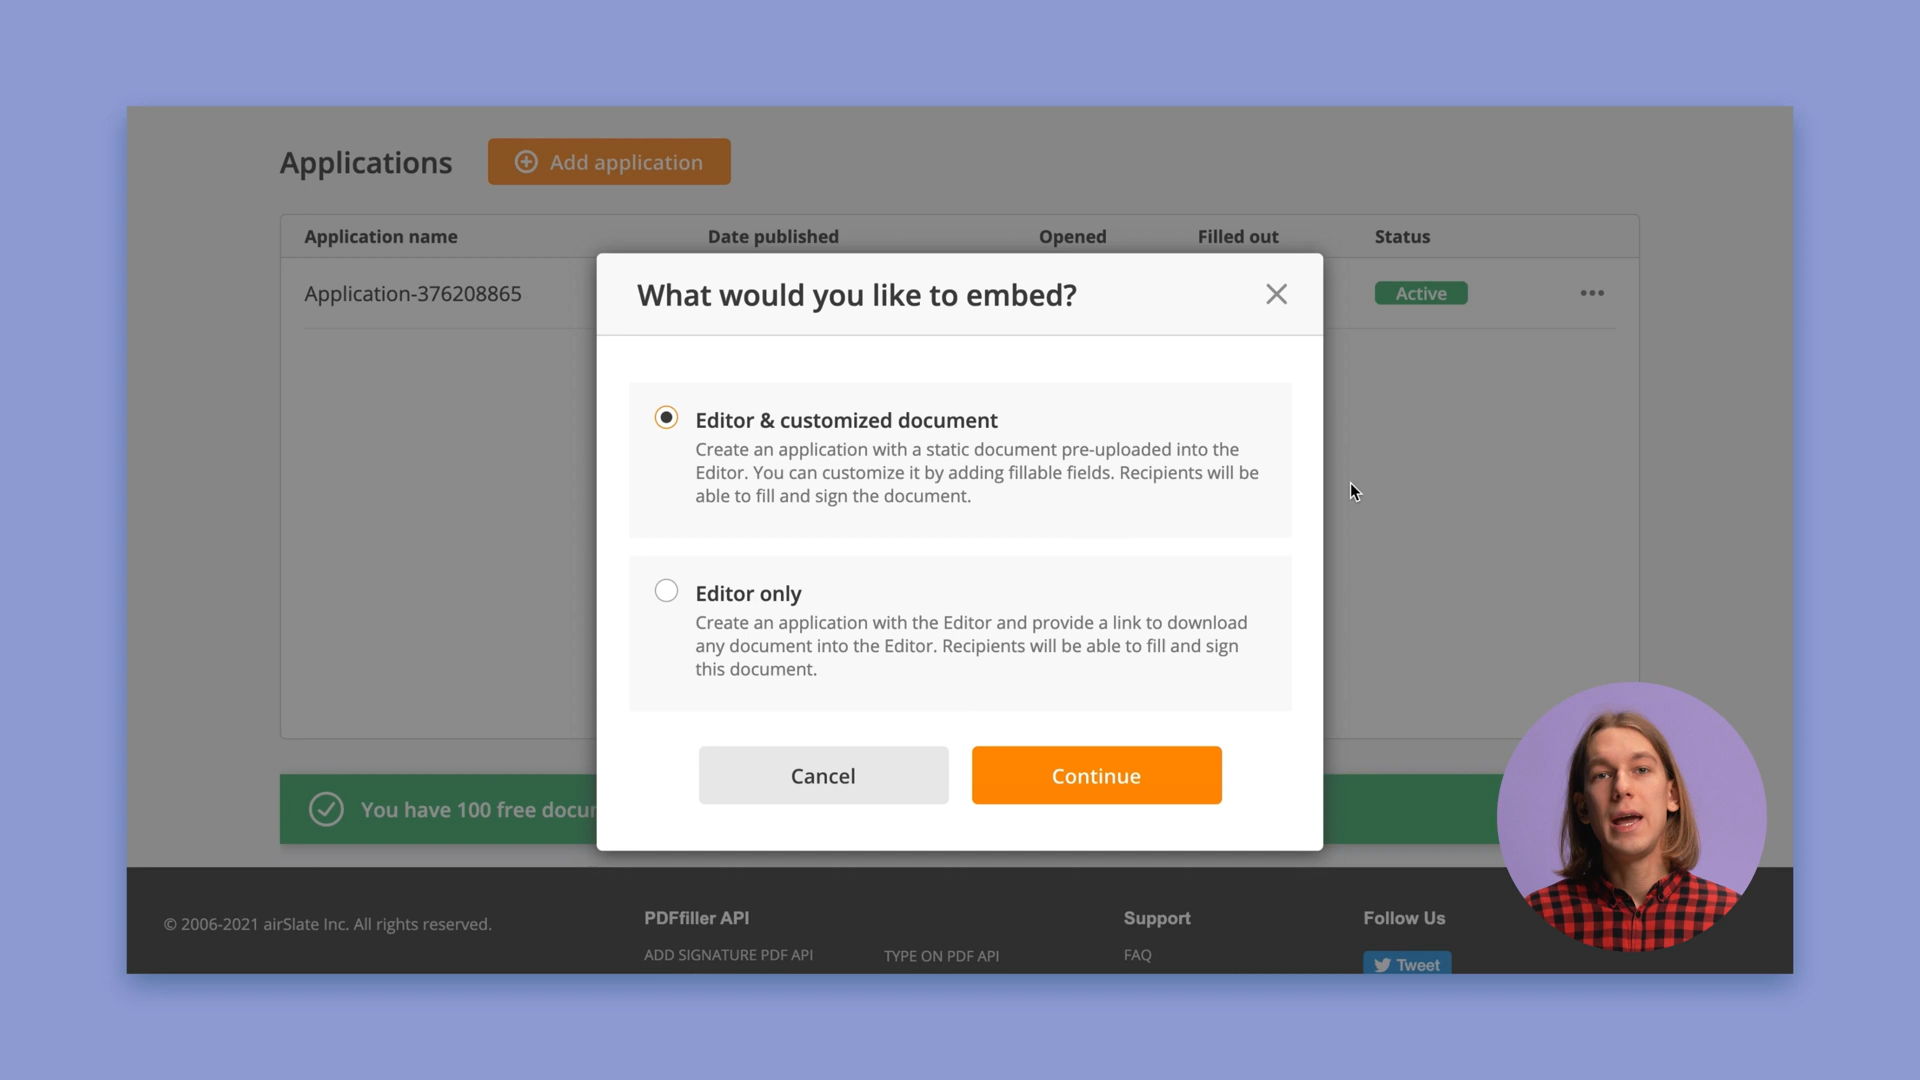 Applications
Add application
Application name Date published Opened Filled out Status
Application-376208865
Active
What would you like to embed?
Editor & customized document
Create an application with a static document pre-uploaded into the
Editor. You can customize it by adding fillable fields. Recipients will be
able to fill and sign the document.
Editor only
Create an application with the Editor and provide a link to download
any document into the Editor. Recipients will be able to fill and sign
this document.
Cancel
Continue
You have 100 free
© 2006-2021 airSlate Inc. All rights reserved.
PDFfiller API
Support
Follow Us
ADD SIGNATURE PDF API
TYPE ON PDF API
FAQ
Tweet